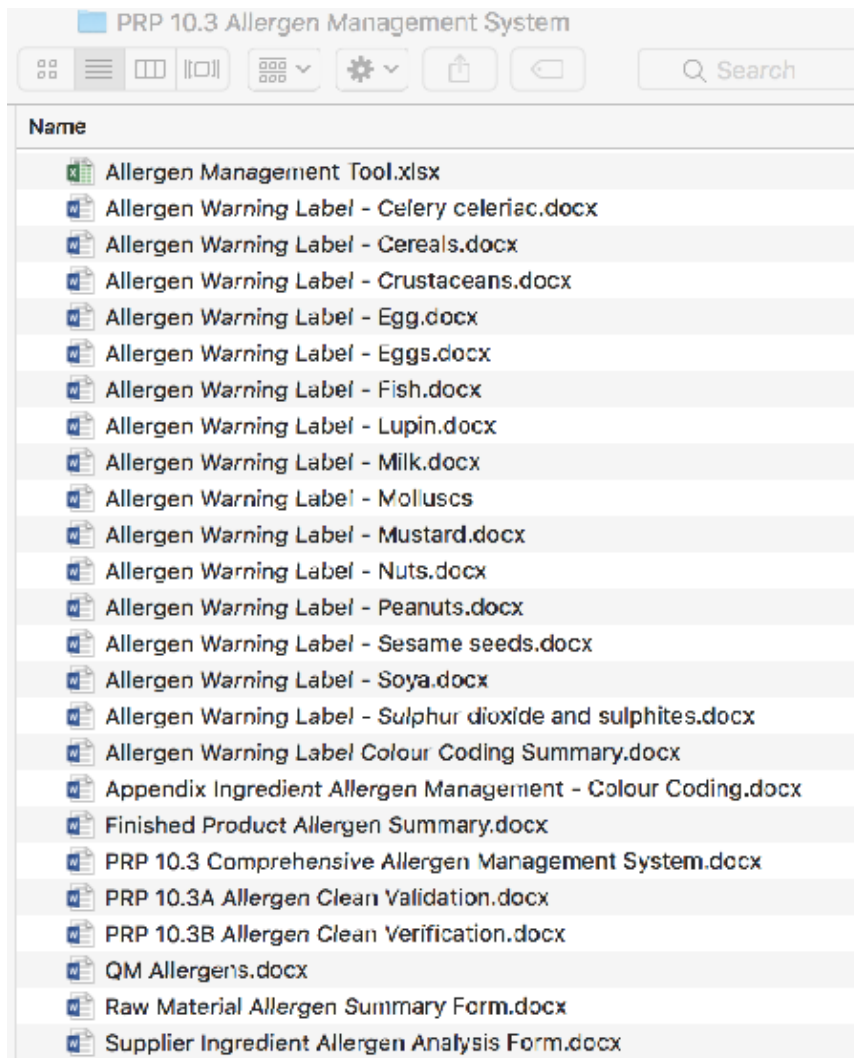 PRP 10.3 Allergen Management System
Search
Name
Allergen Management Tool.xlsx
Allergen Warning Label - Celery celeriac.docx
Allergen Warning Label - Cereals.docx
Allergen Warning Label - Crustaceans.docx
Allergen Warning Label - Egg.docx
Allergen Warning Label - Eggs.docx
Allergen Warning Label - Fish.docx
Allergen Warning Label - Lupin.docx
Allergen Warning Label - Milk.docx
Allergen Warning Label - Molluscs
Allergen Warning Label - Mustard.docx
Allergen Warning Label - Nuts.docx
Allergen Warning Label - Peanuts.docx
Allergen Warning Label - Sesame seeds.docx
Allergen Warning Label - Soya.docx
Allergen Warning Label - Sulphur dioxide and sulphites.docx
Allergen Warning Label Colour Coding Summary.docx
Appendix Ingredient Allergen Management - Colour Coding.docx
Finished Product Allergen Summary.docx
PRP 10.3 Comprehensive Allergen Management System.docx
PRP 10.3A Allergen Clean Validation.docx
PRP 10.3B Allergen Clean Verification.docx
QM Allergens.docx
Raw Material Allergen Summary Form.docx
Supplier Ingredient Allergen Analysis Form.docx